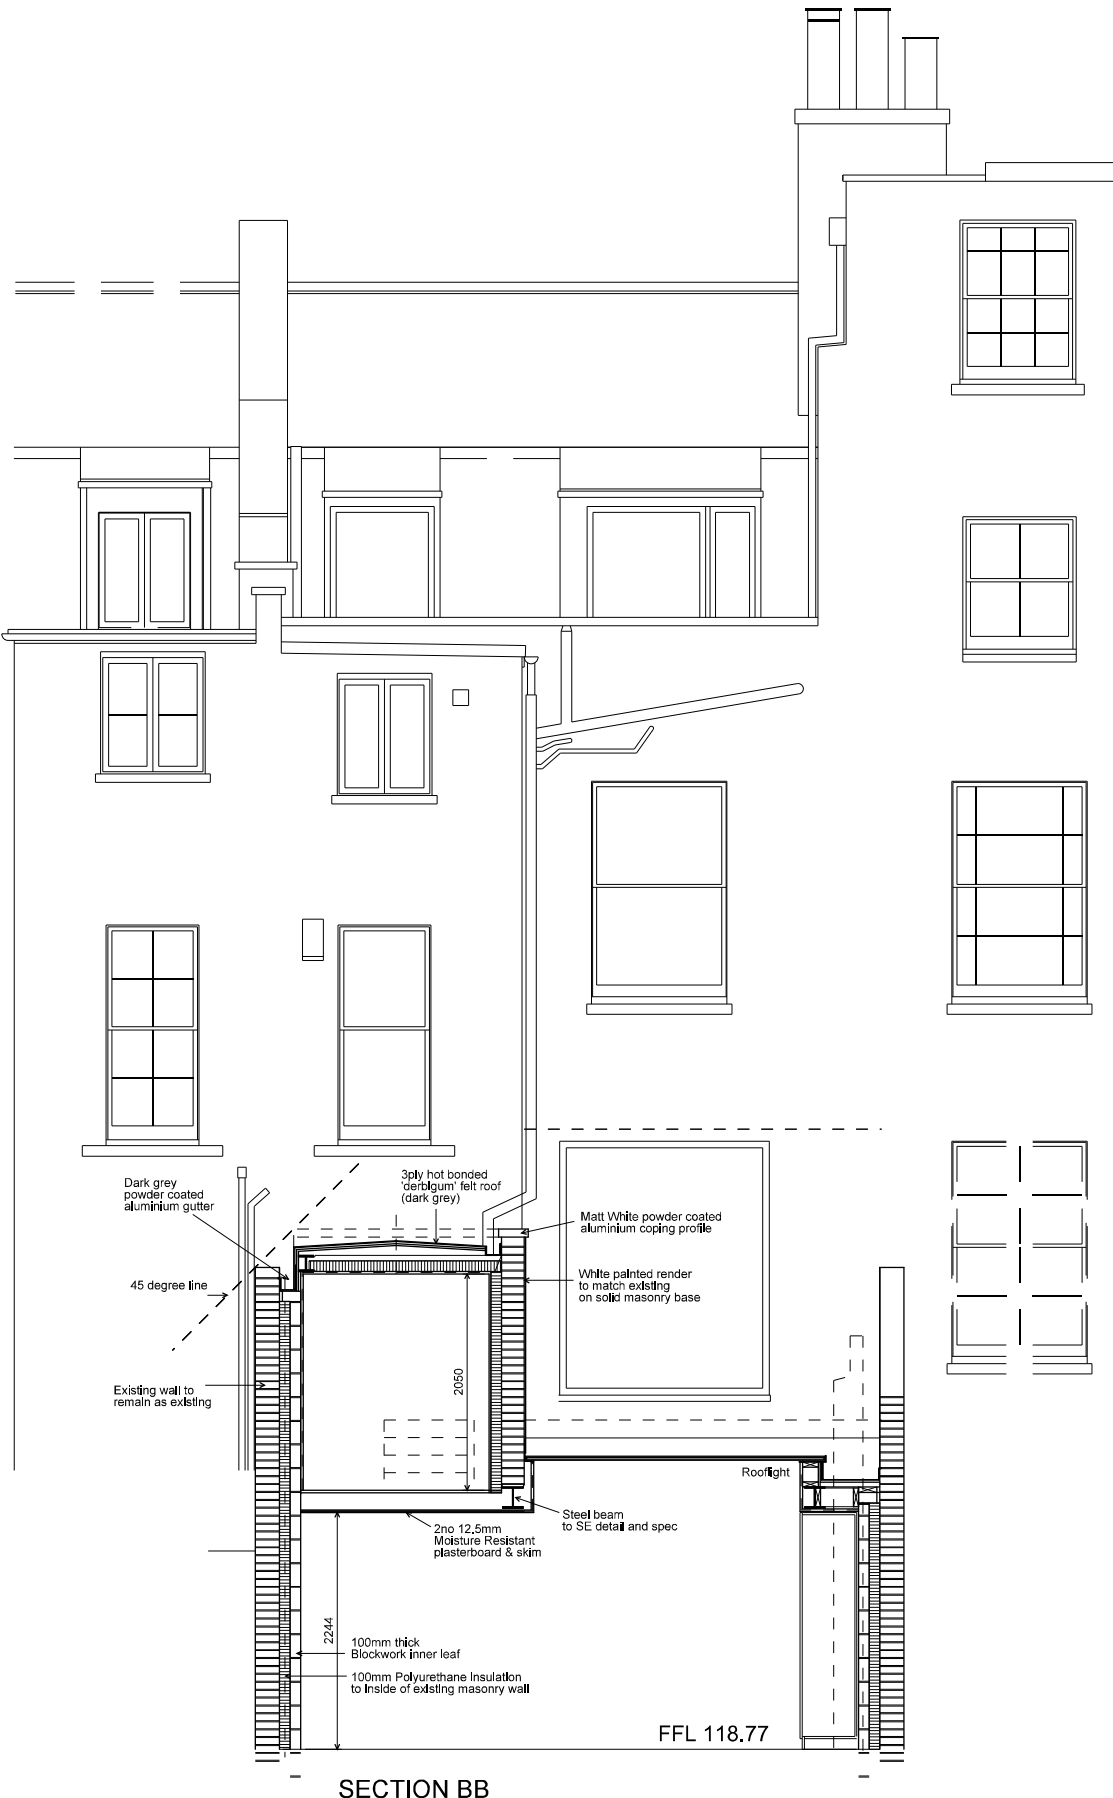 Dark grey
powder coated
aluminium gutter
3ply hot bonded
'derbigum' felt roof
(dark grey)
Matt White powder coated
aluminium coping profile
45 degree line
White painted render
to match existing
on solid masonry base
2050
Existing wall to
remain as existing
Rooflight
Steel beam
to SE detail and spec
2no 12.5mm
Moisture Resistant
plasterboard & skim
2244
100mm thick
Blockwork inner leaf
100mm Polyurethane Insulation
to inside of existing masonry wall
FFL 118.77
SECTION BB